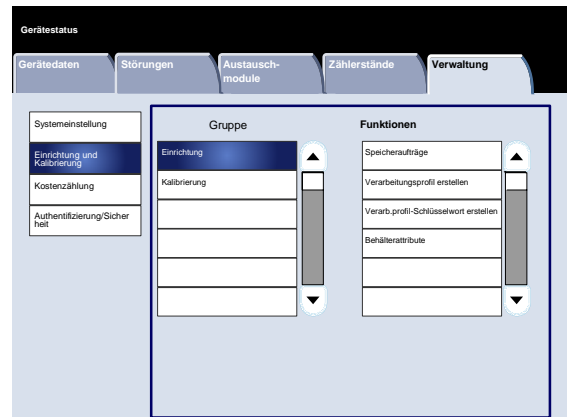 Gerätestatus
Gerätedaten
Störungen
Austausch-
module
Zählerstände
Verwaltung
Systemeinstellung
Einrichtung und
Kalibrierung
Kostenzählung
Authentifizierung/Sicher
heit
Gruppe
Einrichtung
Kalibrierung
Funktionen
Speicheraufträge
Verarbeitungsprofil erstellen
Verarb.profil-Schlüsselwort erstellen
Behälterattribute